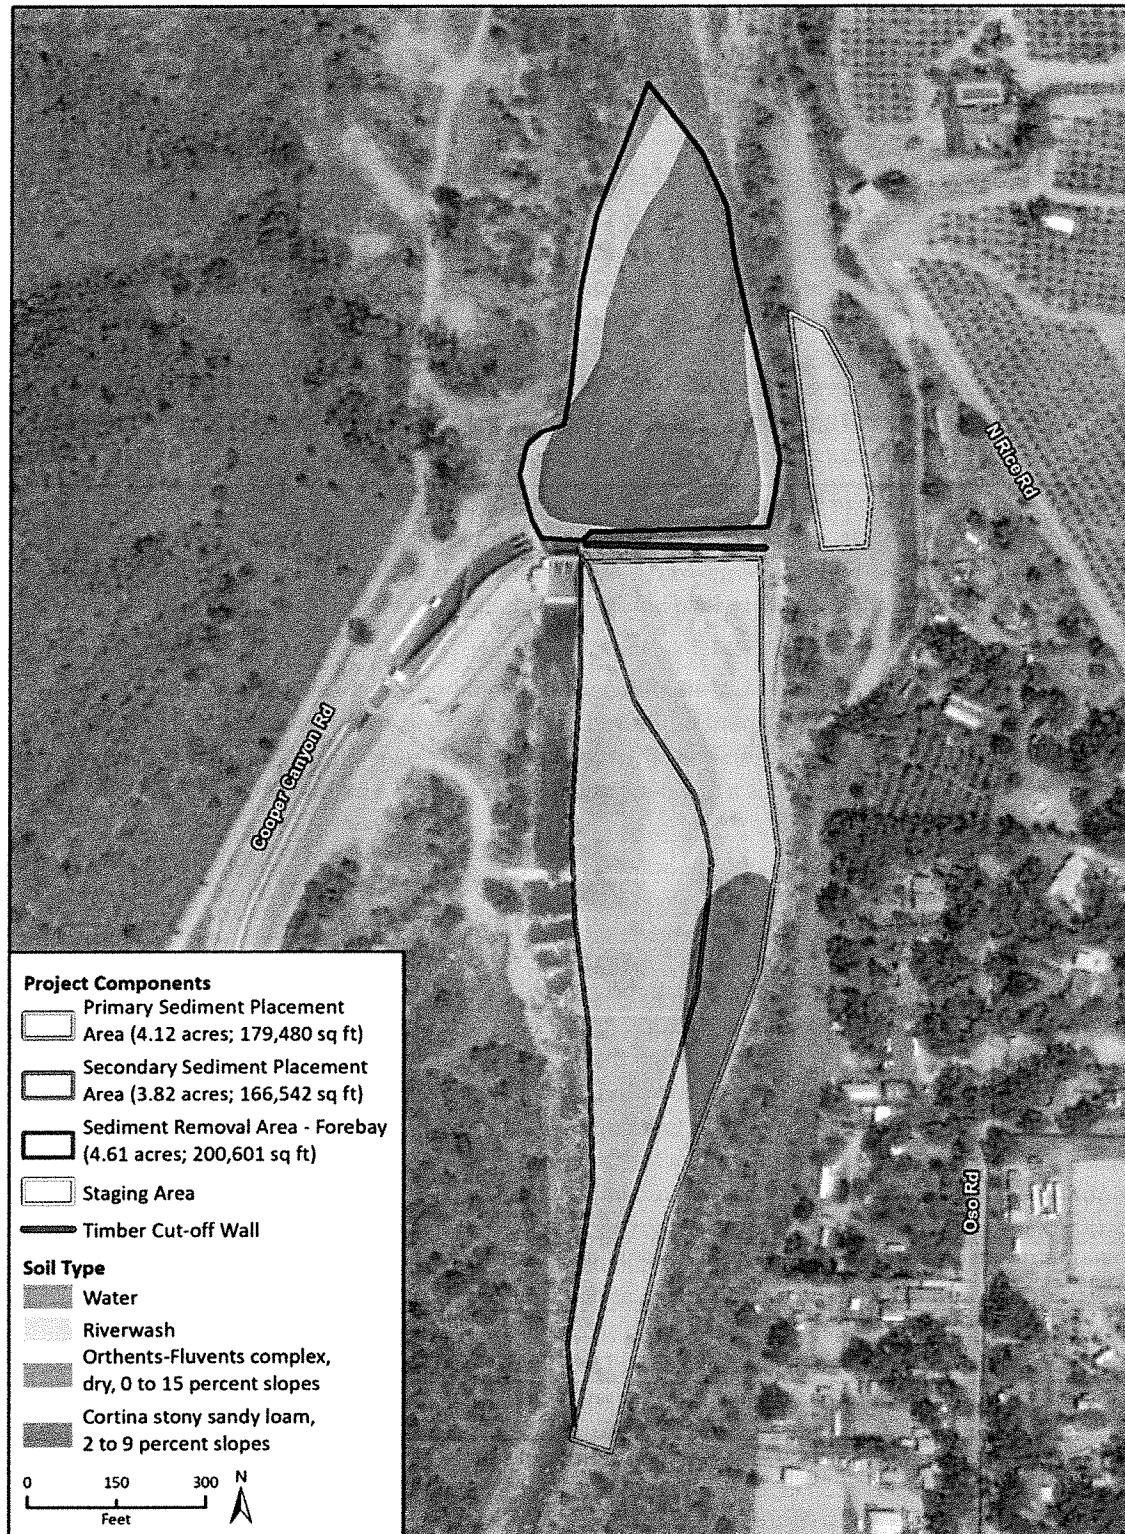 N Rice Rd
Cooper Canyon Rd
Oso Rd
Project Components
Primary Sediment Placement
Area (4.12 acres; 179,480 sq ft)
Secondary Sediment Placement
Area (3.82 acres; 166,542 sq ft)
Sediment Removal Area - Forebay
(4.61 acres; 200,601 sq ft)
Staging Area
Timber Cut-off Wall
Soil Type
Water
Riverwash
Orthents-Fluvents complex,
dry, 0 to 15 percent slopes
Cortina stony sandy loam,
2 to 9 percent slopes
0 150 300 N
Feet